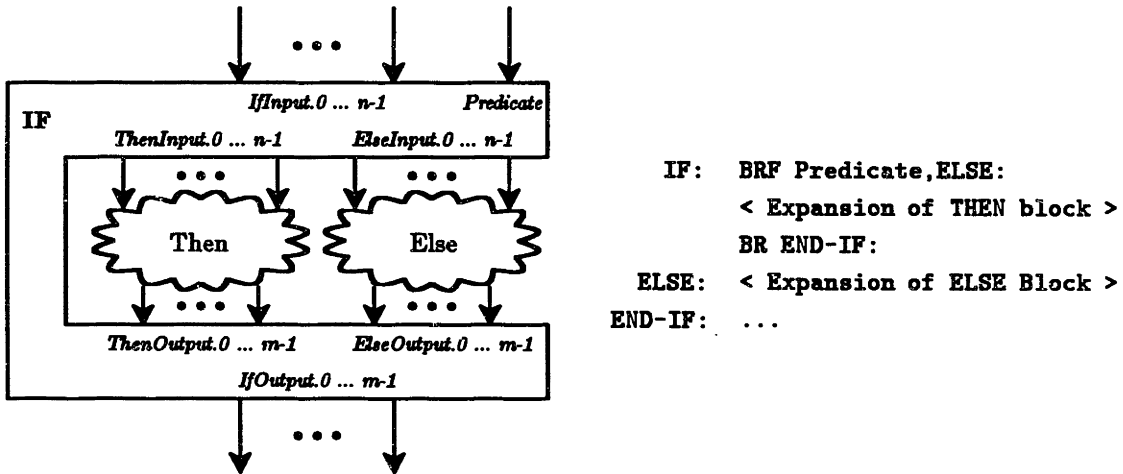 IfInput.0 ... n-1 Predicate
IF
ThenInput.0 ... n-1 ElseInput.0 ... n-1
Then Else
ThenOutput.0 ... m-1 ElseOutput.0 ... m-1
IfOutput.0 ... m-1
IF: BRF Predicate,ELSE:
< Expansion of THEN block >
BR END-IF:
ELSE: < Expansion of ELSE Block >
END-IF: ...